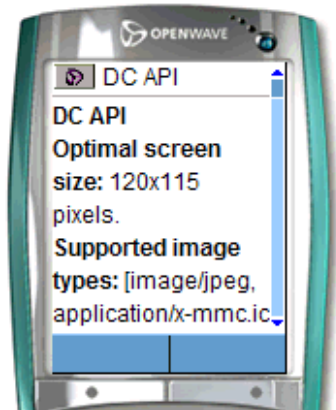 OPENWAVE
DC API
DC API
Optimal screen
size: 120x115
pixels.
Supported image
types: [image/jpeg,
application/x-mmc.ic